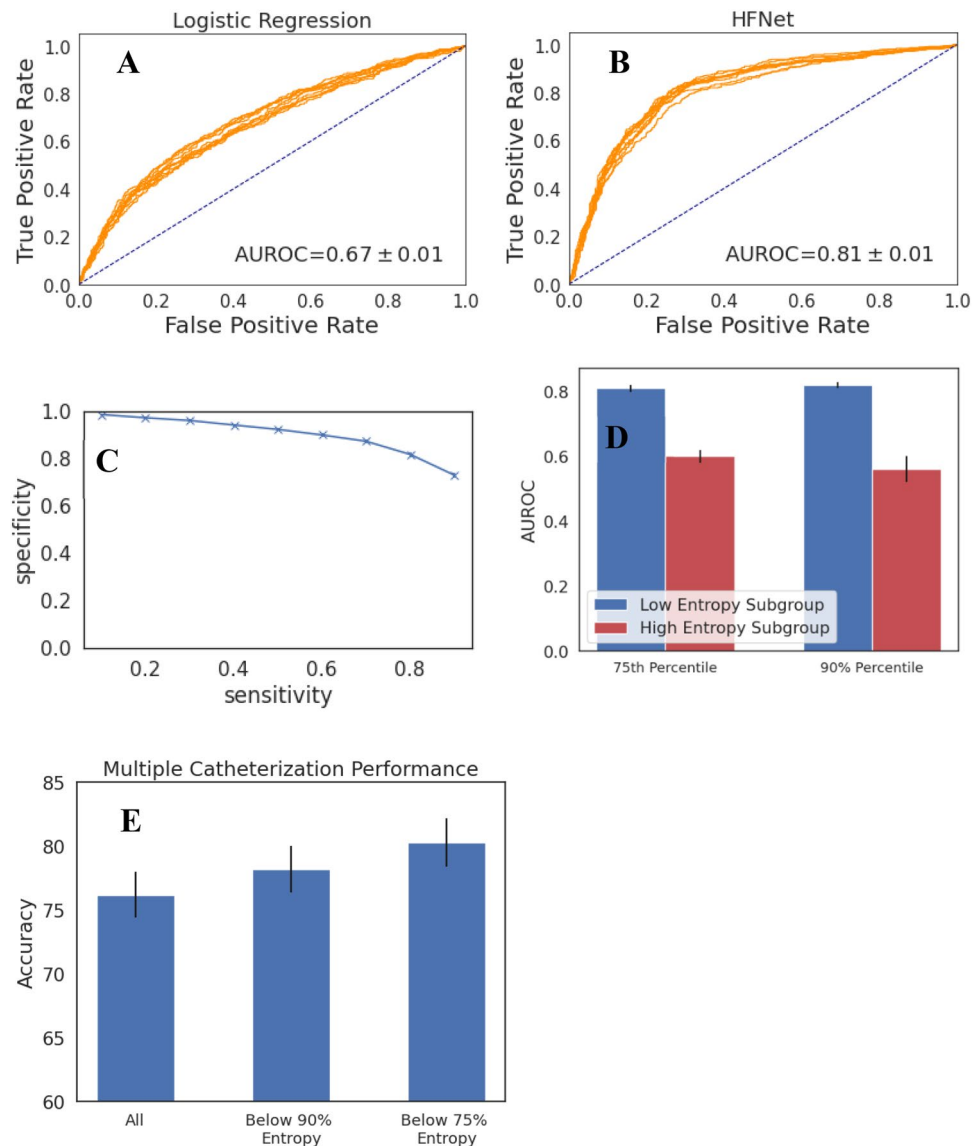 Logistic Regression
A
True Positive Rate
1.0
0.8
0.6
0.4
0.2
0.0
AUROC=0.67 ± 0.01
0.0 0.2 0.4 0.6 0.8 1.0
False Positive Rate
HFNet
B
True Positive Rate
1.0
0.8
0.6
0.4
0.2
0.0
AUROC=0.81 ± 0.01
0.0 0.2 0.4 0.6 0.8 1.0
False Positive Rate
C
specificity
1.0
0.8
0.6
0.4
0.2
0.0
0.2 0.4 0.6 0.8
sensitivity
D
AUROC
0.8
0.6
0.4
0.2
0.0
Low Entropy Subgroup
High Entropy Subgroup
75th Percentile 90% Percentile
Multiple Catheterization Performance
E
Accuracy
85
80
75
70
65
60
All Below 90% Below 75%
Entropy Entropy